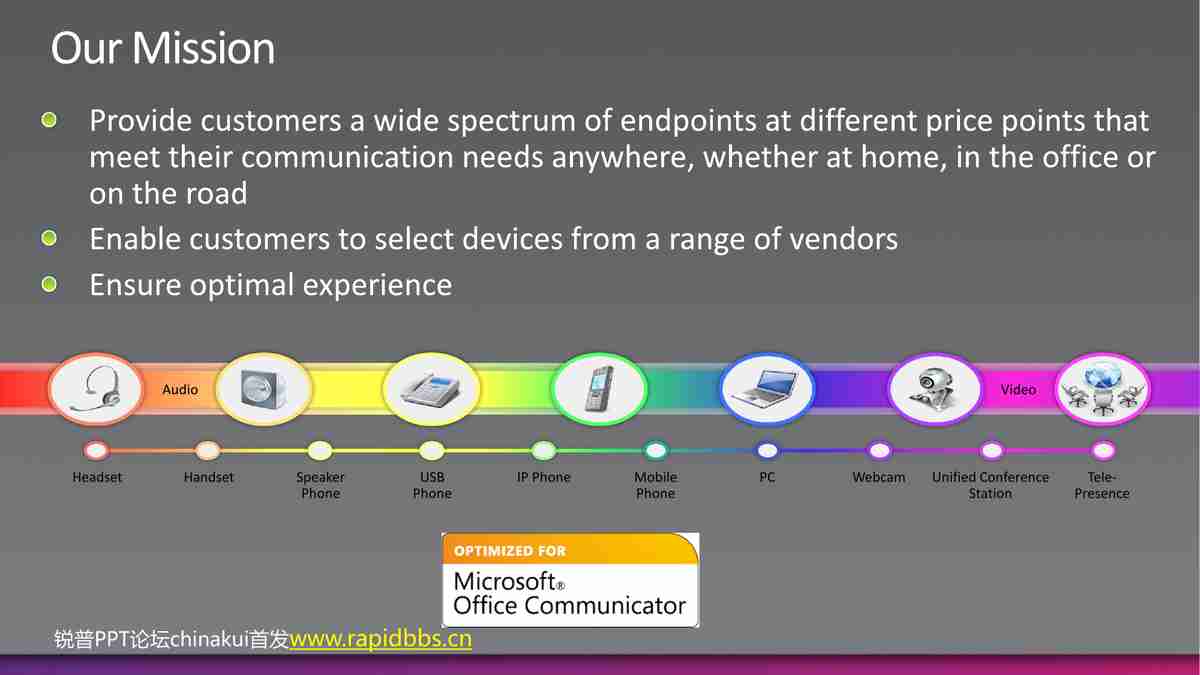 Our Mission
Provide customers a wide spectrum of endpoints at different price points that
meet their communication needs anywhere, whether at home, in the office or
on the road
Enable customers to select devices from a range of vendors
Ensure optimal experience
Audio
Video
Headset
Handset
Speaker
Phone
USB
Phone
IP Phone
Mobile
Phone
PC
Webcam
Unified Conference
Station
Tele-
Presence
OPTIMIZED FOR
Microsoft®
Office Communicator
锐普PPT论坛chinakui首发www.rapidbbs.cn